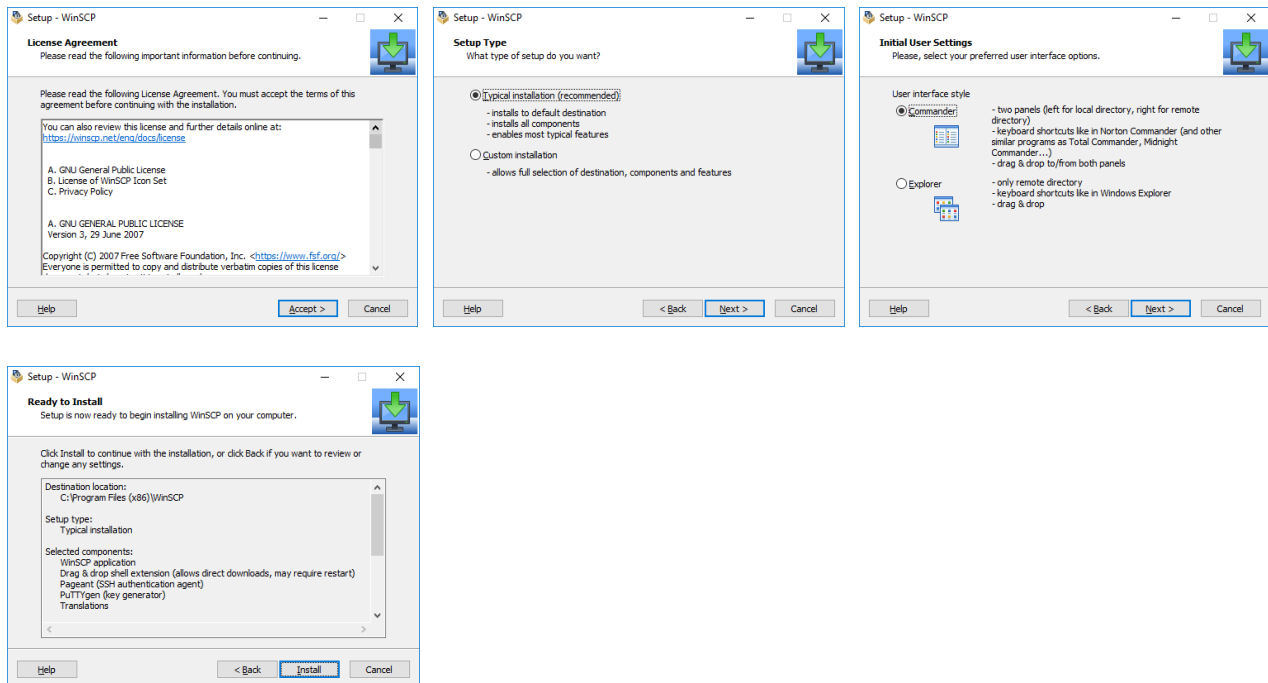 Setup - WinSCP
License Agreement
Please read the following important information before continuing.
Please read the following License Agreement. You must accept the terms of this
agreement before continuing with the installation.
You can also review this license and further details online at:
https://winscp.net/eng/docs/license
A. GNU General Public License
B. License of WinSCP Icon Set
C. Privacy Policy
A. GNU GENERAL PUBLIC LICENSE
Version 3, 29 June 2007
Copyright (C) 2007 Free Software Foundation, Inc. <https://www.fsf.org/>
Everyone is permitted to copy and distribute verbatim copies of this license
Help
Accept >
Cancel
Setup - WinSCP
Setup Type
What type of setup do you want?
Typical installation (recommended)
- installs to default destination
- installs all components
- enables most typical features
Custom installation
- allows full selection of destination, components and features
Help
< Back
Next >
Cancel
Setup - WinSCP
Initial User Settings
Please, select your preferred user interface options.
User interface style
Commander
- two panels (left for local directory, right for remote
directory)
- keyboard shortcuts like in Norton Commander (and other
similar programs as Total Commander, Midnight
Commander...)
- drag & drop to/from both panels
Explorer
- only remote directory
- keyboard shortcuts like in Windows Explorer
- drag & drop
Help
< Back
Next >
Cancel
Setup - WinSCP
Ready to Install
Setup is now ready to begin installing WinSCP on your computer.
Click Install to continue with the installation, or click Back if you want to review or
change any settings.
Destination location:
C:\Program Files (x86)\WinSCP
Setup type:
Typical installation
Selected components:
WinSCP application
Drag & drop shell extension (allows direct downloads, may require restart)
Pageant (SSH authentication agent)
PuTTYgen (key generator)
Translations
Help
< Back
Install
Cancel